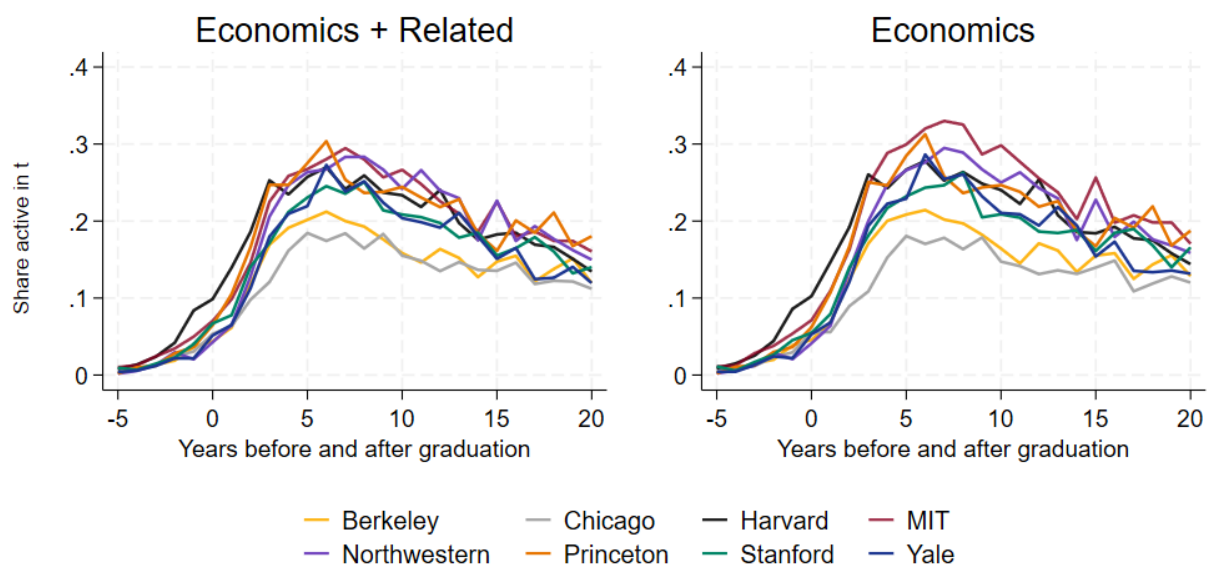 Economics + Related
Economics
Share active in t
.4
.3
.2
.1
0
-5 0 5 10 15 20
Years before and after graduation
.4
.3
.2
.1
0
-5 0 5 10 15 20
Years before and after graduation
Berkeley Chicago Harvard MIT
Northwestern Princeton Stanford Yale